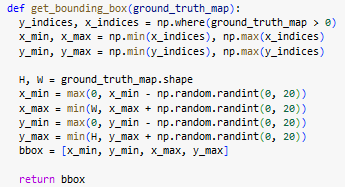 def get_bounding_box(ground_truth_map):
  y_indices, x_indices = np.where(ground_truth_map > 0)
  x_min, x_max = np.min(x_indices), np.max(x_indices)
  y_min, y_max = np.min(y_indices), np.max(y_indices)

  H, W = ground_truth_map.shape
  x_min = max(0, x_min - np.random.randint(0, 20))
  x_max = min(W, x_max + np.random.randint(0, 20))
  y_min = max(0, y_min - np.random.randint(0, 20))
  y_max = min(H, y_max + np.random.randint(0, 20))
  bbox = [x_min, y_min, x_max, y_max]

  return bbox